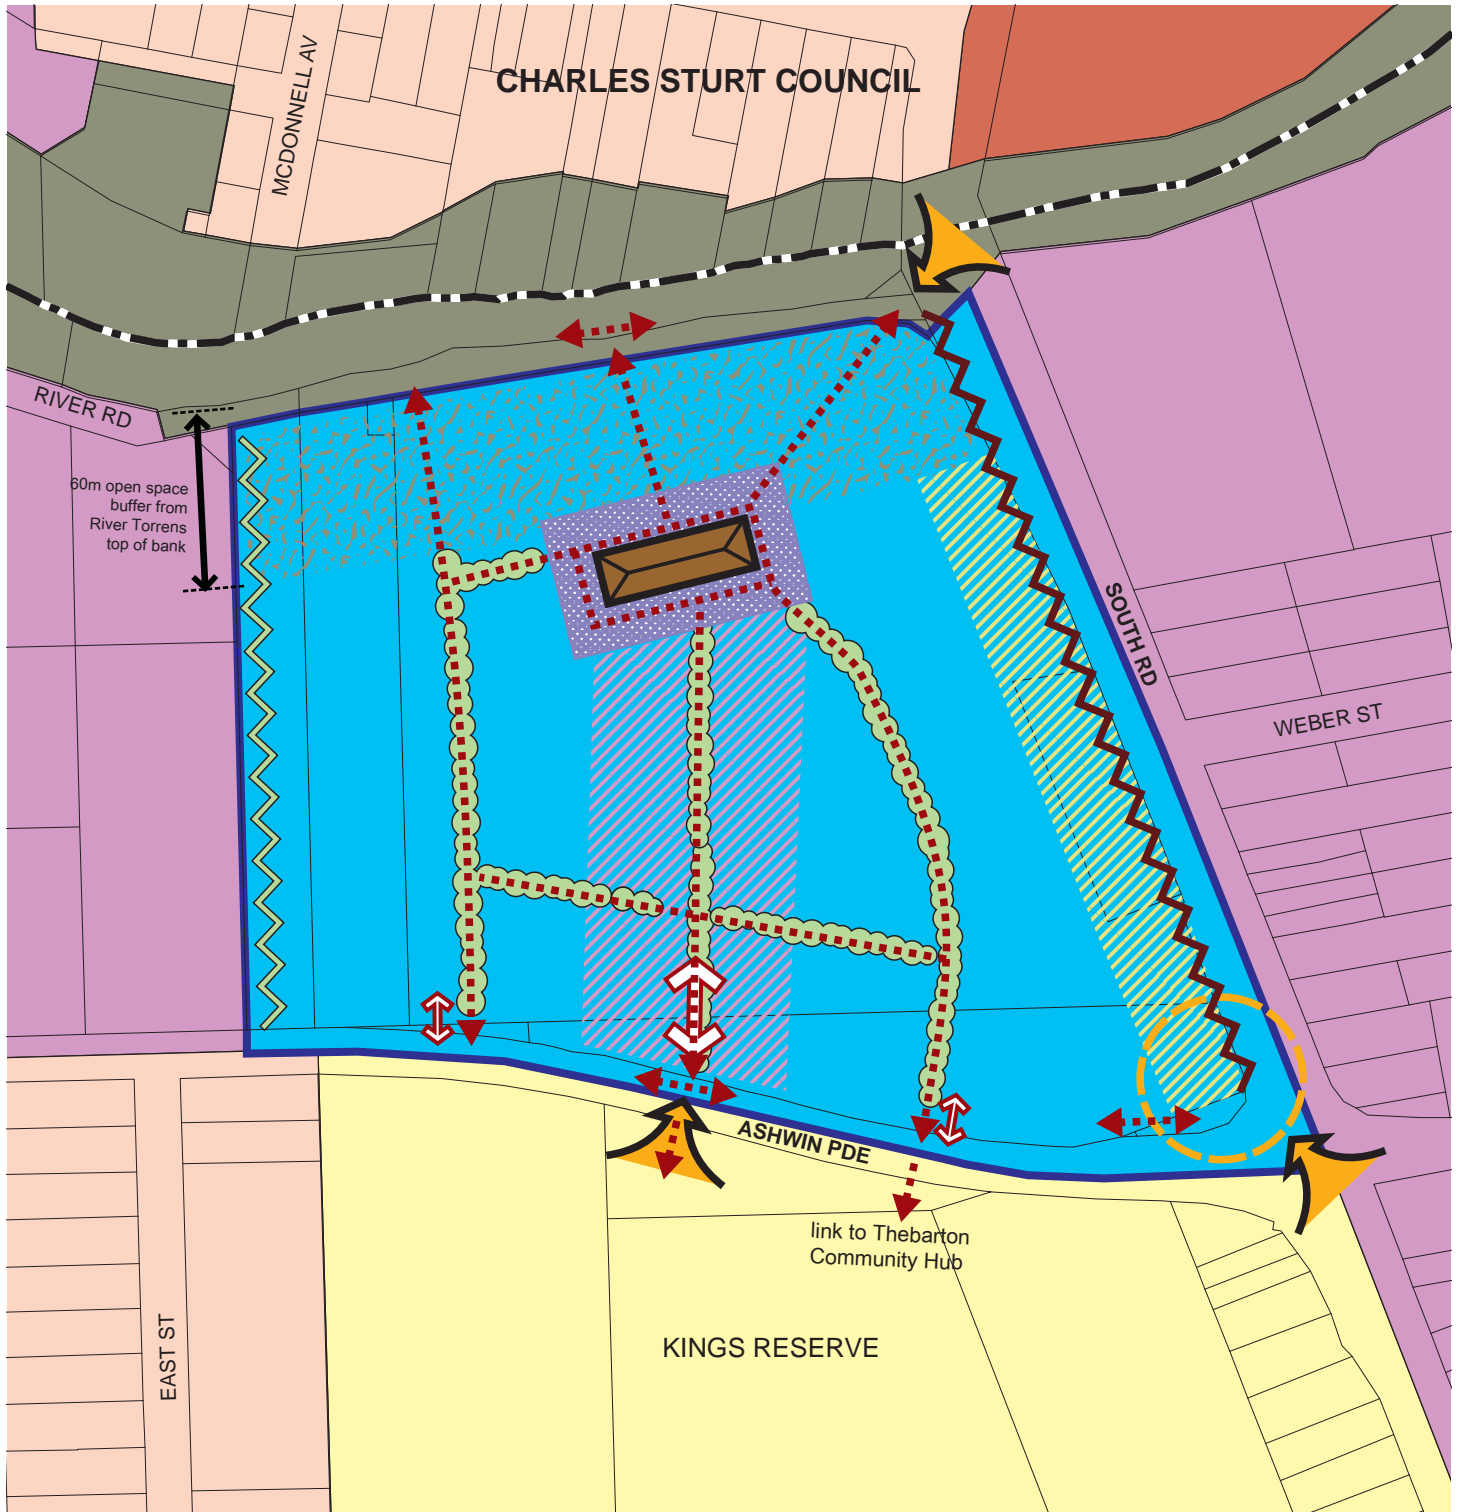 CHARLES STURT COUNCIL
MCDONNELL AV
RIVER RD
60m open space
buffer from
River Torrens
top of bank
SOUTH RD
WEBER ST
ASHWIN PDE
link to Thebarton
Community Hub
EAST ST
KINGS RESERVE